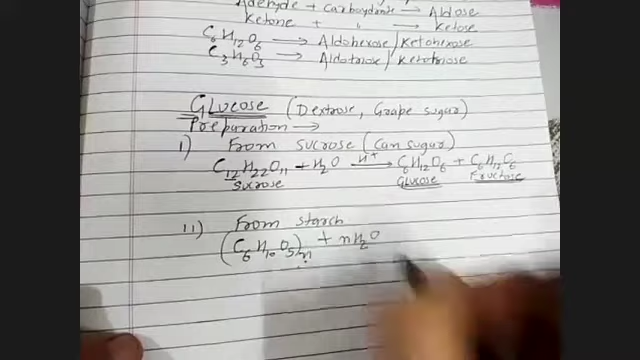 Aldehyde + Carbohydrate → Aldose
Ketone + " → Ketose
C6H12O6 → Aldohexose/Ketohexose
C3H6O3 → Aldotriose/Ketotriose
Glucose (Dextrose, Grape sugar)
Preparation →
i) From sucrose (Can sugar)
C12H22O11 + H2O H+→ C6H12O6 + C6H12O6
Sucrose Glucose Fructose
ii) From starch
(C6H10O5)n + nH2O